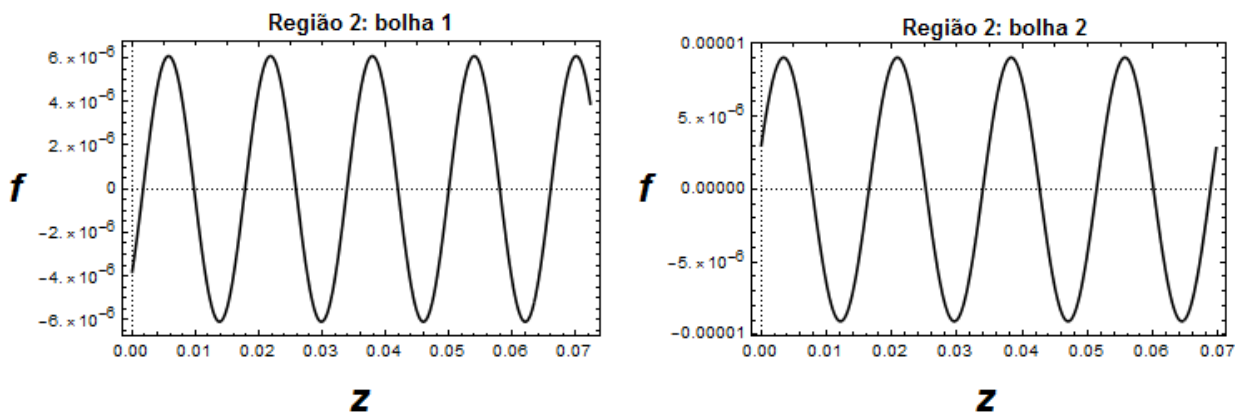 Região 2: bolha 1
6. × 10⁻⁶
4. × 10⁻⁶
2. × 10⁻⁶
0
−2. × 10⁻⁶
−4. × 10⁻⁶
−6. × 10⁻⁶
f
0.00 0.01 0.02 0.03 0.04 0.05 0.06 0.07
z
Região 2: bolha 2
0.00001
5. × 10⁻⁶
0.00000
−5. × 10⁻⁶
−0.00001
f
0.00 0.01 0.02 0.03 0.04 0.05 0.06 0.07
z